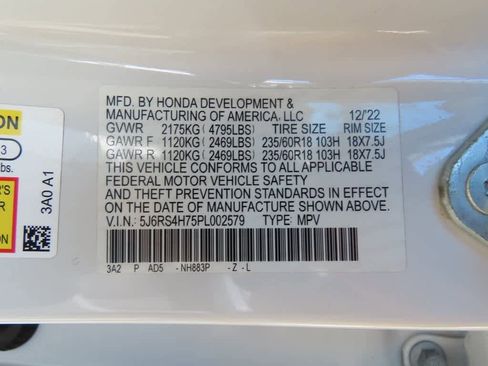 MFD. BY HONDA DEVELOPMENT &
MANUFACTURING OF AMERICA, LLC 12/'22
GVWR 2175KG ( 4795LBS) TIRE SIZE RIM SIZE
GAWR F 1120KG ( 2469LBS) 235/60R18 103H 18X7.5J
GAWR R 1120KG ( 2469LBS) 235/60R18 103H 18X7.5J
THIS VEHICLE CONFORMS TO ALL APPLICABLE
FEDERAL MOTOR VEHICLE SAFETY
AND THEFT PREVENTION STANDARDS IN EFFECT
ON THE DATE OF MANUFACTURE SHOWN ABOVE.
V.I.N.: 5J6RS4H75PL002579 TYPE: MPV
3A2 P AD5 - NH883P - Z - L
ON
3
bs.
R'S
3A0 A1